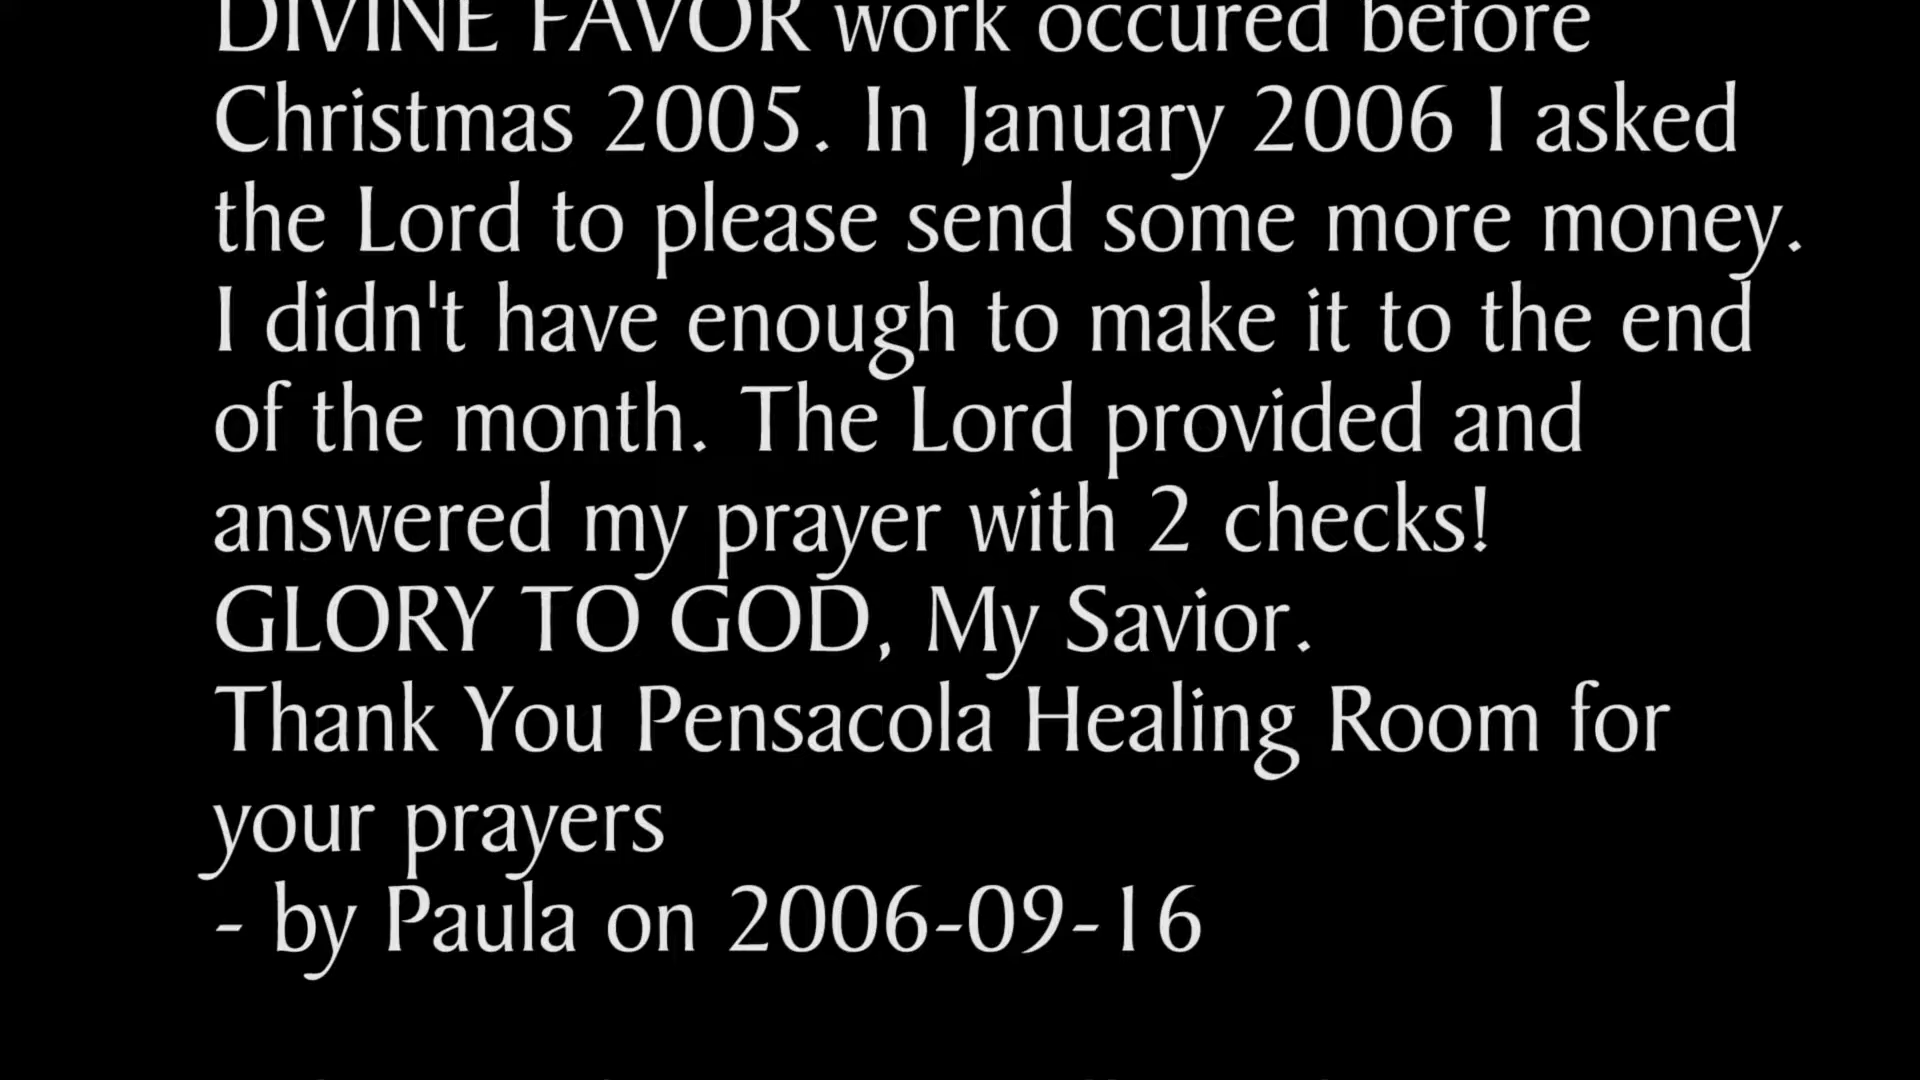 DIVINE FAVOR work occured before
Christmas 2005. In January 2006 I asked
the Lord to please send some more money.
I didn't have enough to make it to the end
of the month. The Lord provided and
answered my prayer with 2 checks!
GLORY TO GOD, My Savior.
Thank You Pensacola Healing Room for
your prayers
- by Paula on 2006-09-16